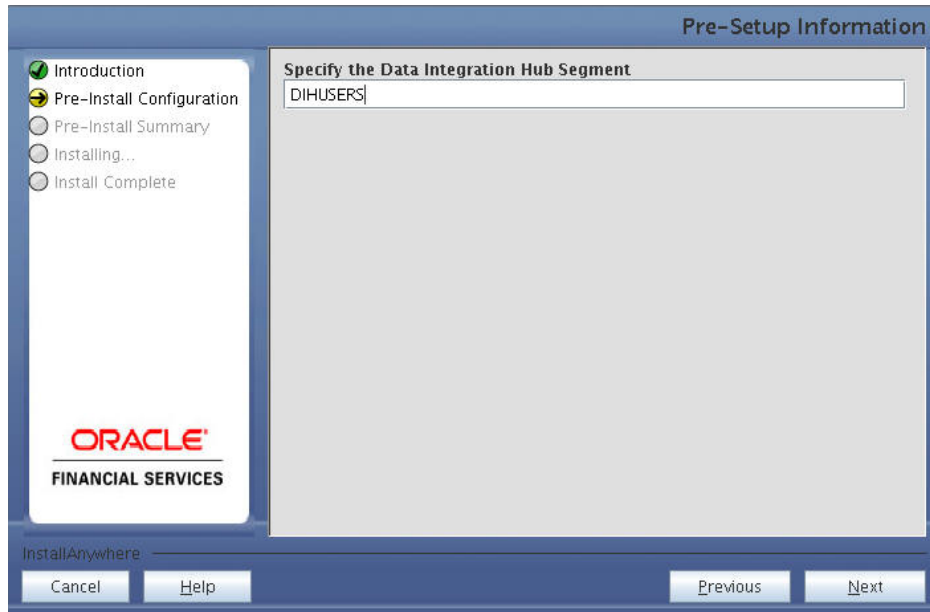 Pre-Setup Information
Introduction
Pre-Install Configuration
Pre-Install Summary
Installing...
Install Complete
ORACLE'
FINANCIAL SERVICES
Specify the Data Integration Hub Segment
DIHUSERS
InstallAnywhere
Cancel
Help
Previous
Next